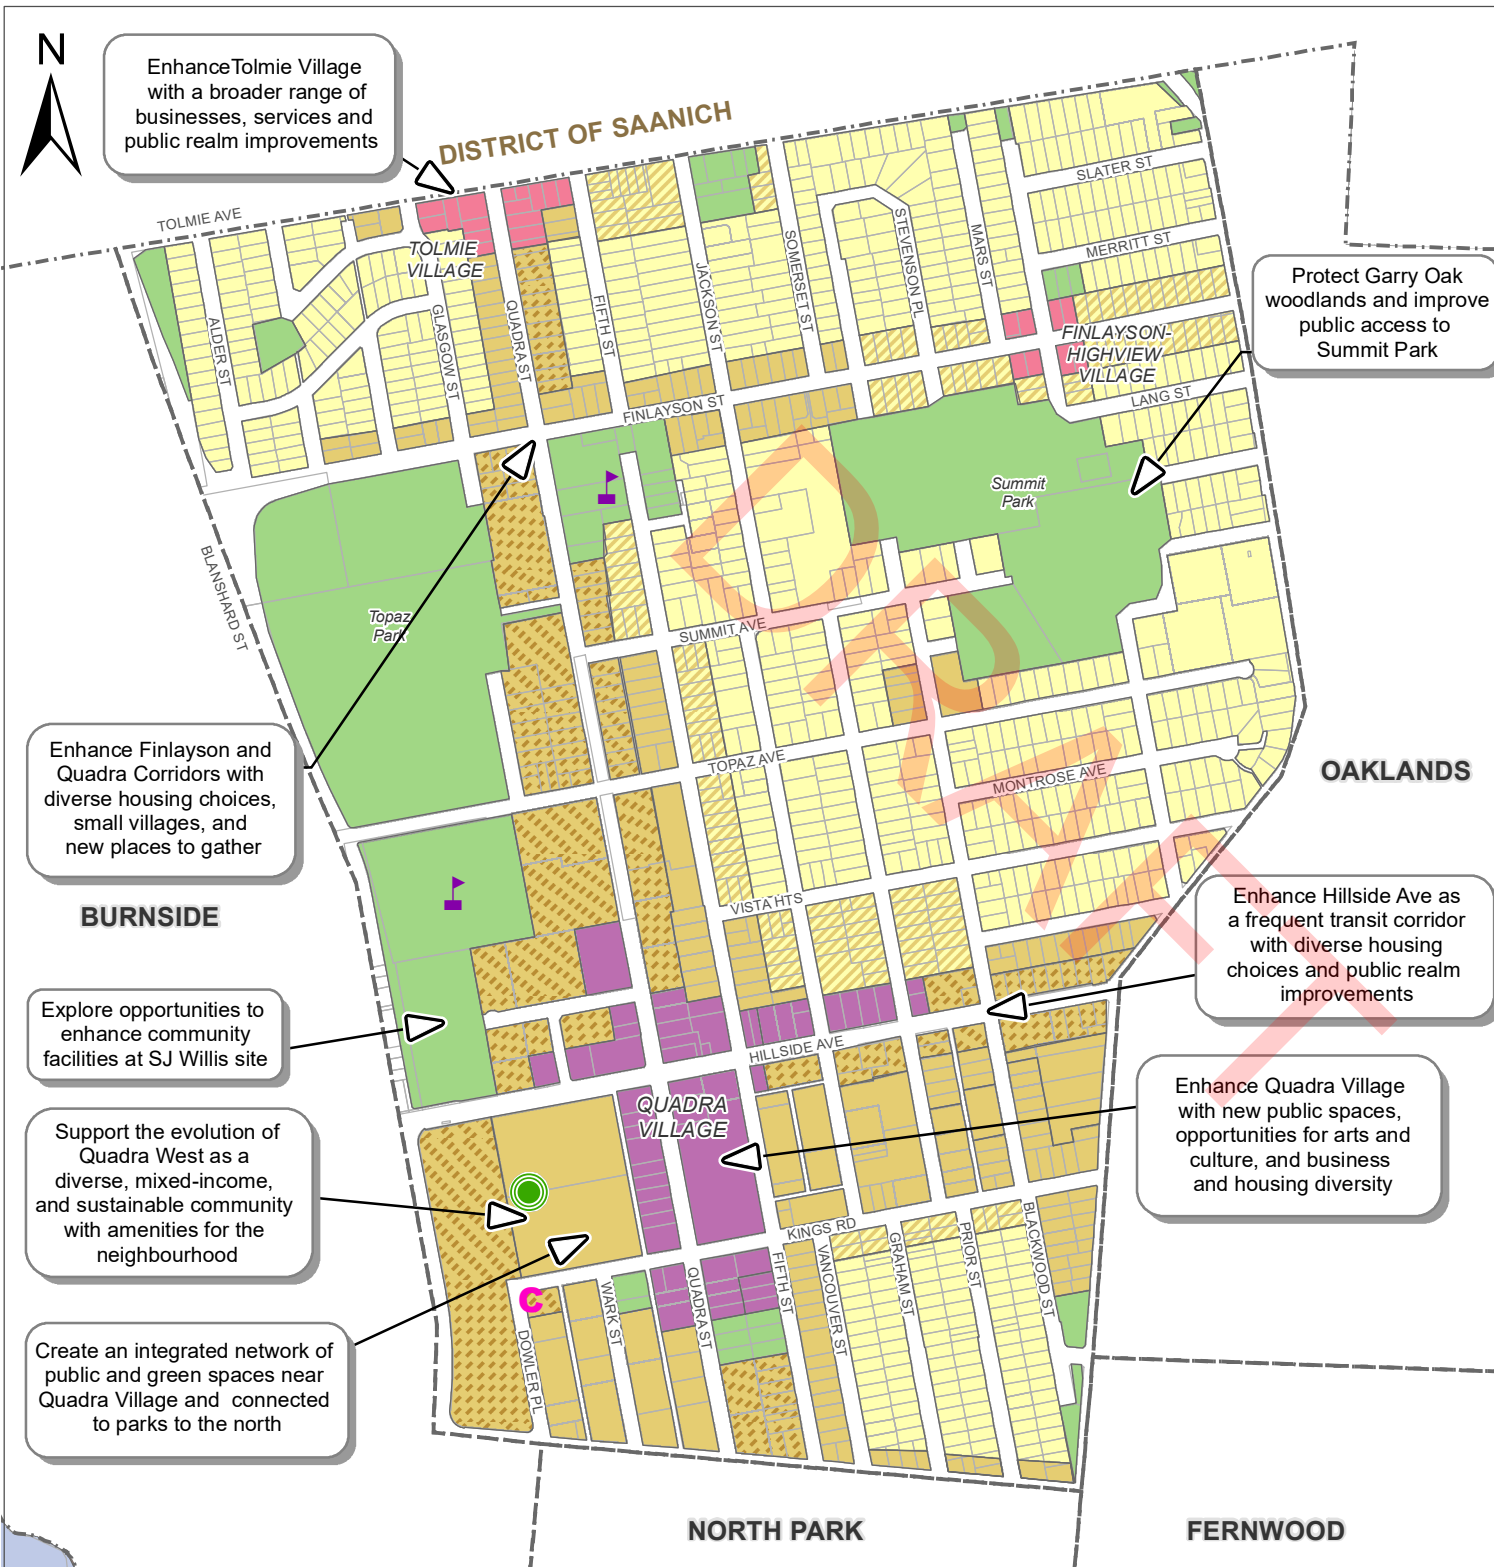 N
EnhanceTolmie Village
with a broader range of
businesses, services and
public realm improvements
DISTRICT OF SAANICH
TOLMIE AVE
TOLMIE
VILLAGE
SLATER ST
MERRITT ST
ALDER ST
GLASGOW ST
QUADRA ST
FIFTH ST
JACKSON ST
SOMERSET ST
STEVENSON PL
MARS ST
Protect Garry Oak
woodlands and improve
public access to
Summit Park
FINLAYSON-
HIGHVIEW
VILLAGE
LANG ST
FINLAYSON ST
Summit
Park
BLANSHARD ST
Topaz
Park
SUMMIT AVE
DRAFT
Enhance Finlayson and
Quadra Corridors with
diverse housing choices,
small villages, and
new places to gather
TOPAZ AVE
MONTROSE AVE
OAKLANDS
BURNSIDE
VISTA HTS
Enhance Hillside Ave as
a frequent transit corridor
with diverse housing
choices and public realm
improvements
Explore opportunities to
enhance community
facilities at SJ Willis site
HILLSIDE AVE
QUADRA
VILLAGE
Enhance Quadra Village
with new public spaces,
opportunities for arts and
culture, and business
and housing diversity
Support the evolution of
Quadra West as a
diverse, mixed-income,
and sustainable community
with amenities for the
neighbourhood
KINGS RD
C
DOWLER PL
WARK ST
QUADRA ST
FIFTH ST
VANCOUVER ST
GRAHAM ST
PRIOR ST
BLACKWOOD ST
Create an integrated network of
public and green spaces near
Quadra Village and connected
to parks to the north
NORTH PARK
FERNWOOD